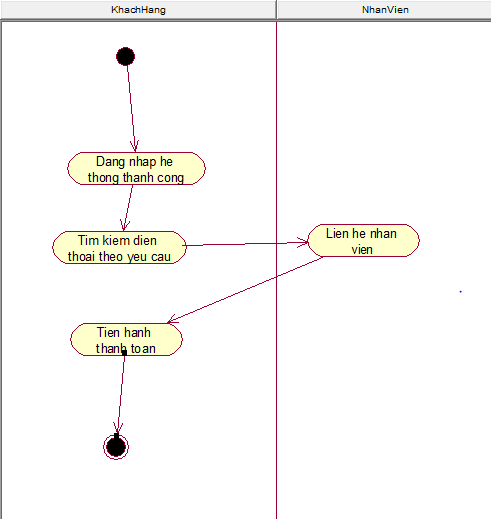 KhachHang
NhanVien
Dang nhap he
thong thanh cong
Tim kiem dien
thoai theo yeu cau
Lien he nhan
vien
Tien hanh
thanh toan